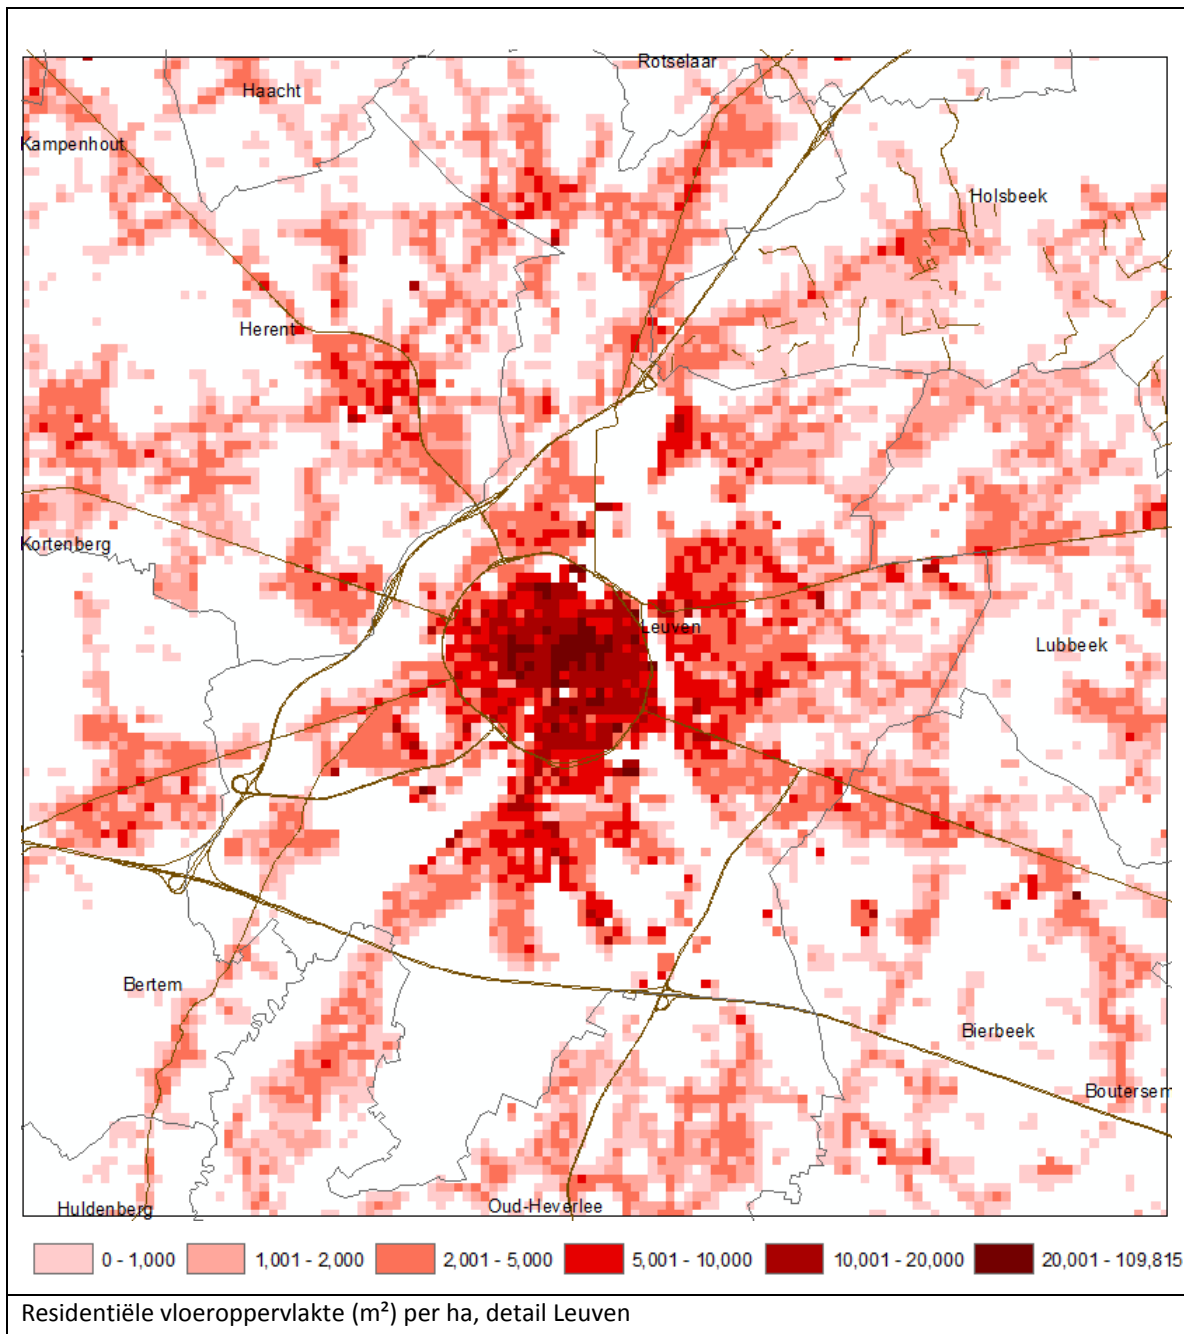 Rotselaar
Haacht
Kampenhout
Holsbeek
Herent
Kortenberg
Leuven
Lubbeek
Bertem
Bierbeek
Boutersem
Huldenberg
Oud-Heverlee
0 - 1,000
1,001 - 2,000
2,001 - 5,000
5,001 - 10,000
10,001 - 20,000
20,001 - 109,815
Residentiële vloeroppervlakte (m²) per ha, detail Leuven